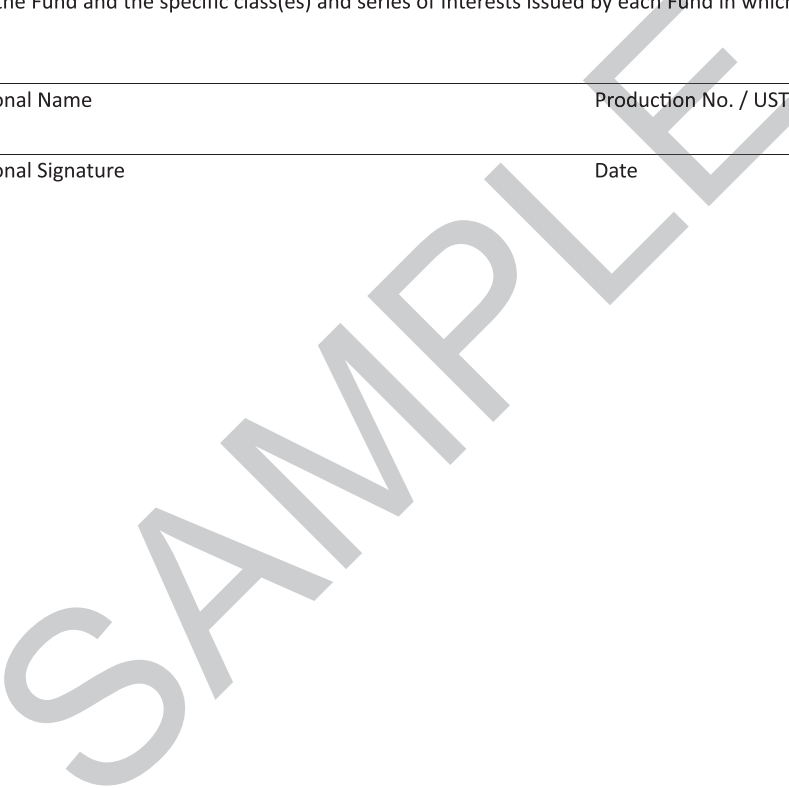 the Fund and the specific class(es) and series of Interests issued by each Fund in which
onal Name Production No. / UST
onal Signature Date
SAMPLE